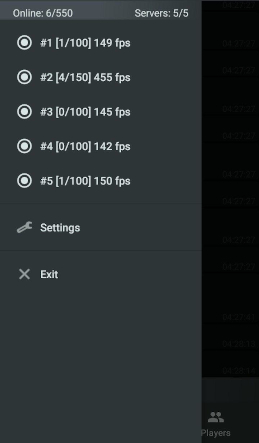 Online: 6/550 Servers: 5/5
#1 [1/100] 149 fps
#2 [4/150] 455 fps
#3 [0/100] 145 fps
#4 [0/100] 142 fps
#5 [1/100] 150 fps
Settings
Exit
Players